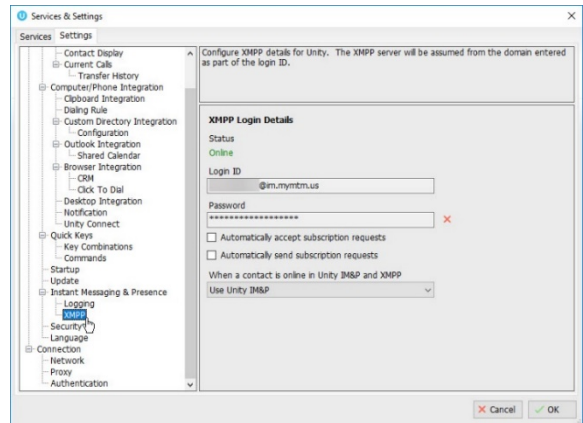 Services & Settings
Services Settings
Contact Display
Current Calls
Transfer History
Computer/Phone Integration
Clipboard Integration
Dialing Rule
Custom Directory Integration
Configuration
Outlook Integration
Shared Calendar
Browser Integration
CRM
Click To Dial
Desktop Integration
Notification
Unity Connect
Quick Keys
Key Combinations
Commands
Startup
Update
Instant Messaging & Presence
Logging
XMPP
Security
Language
Connection
Network
Proxy
Authentication
Configure XMPP details for Unity. The XMPP server will be assumed from the domain entered
as part of the login ID.
XMPP Login Details
Status
Online
Login ID
@im.mymtm.us
Password
******************
Automatically accept subscription requests
Automatically send subscription requests
When a contact is online in Unity IM&P and XMPP
Use Unity IM&P
Cancel OK